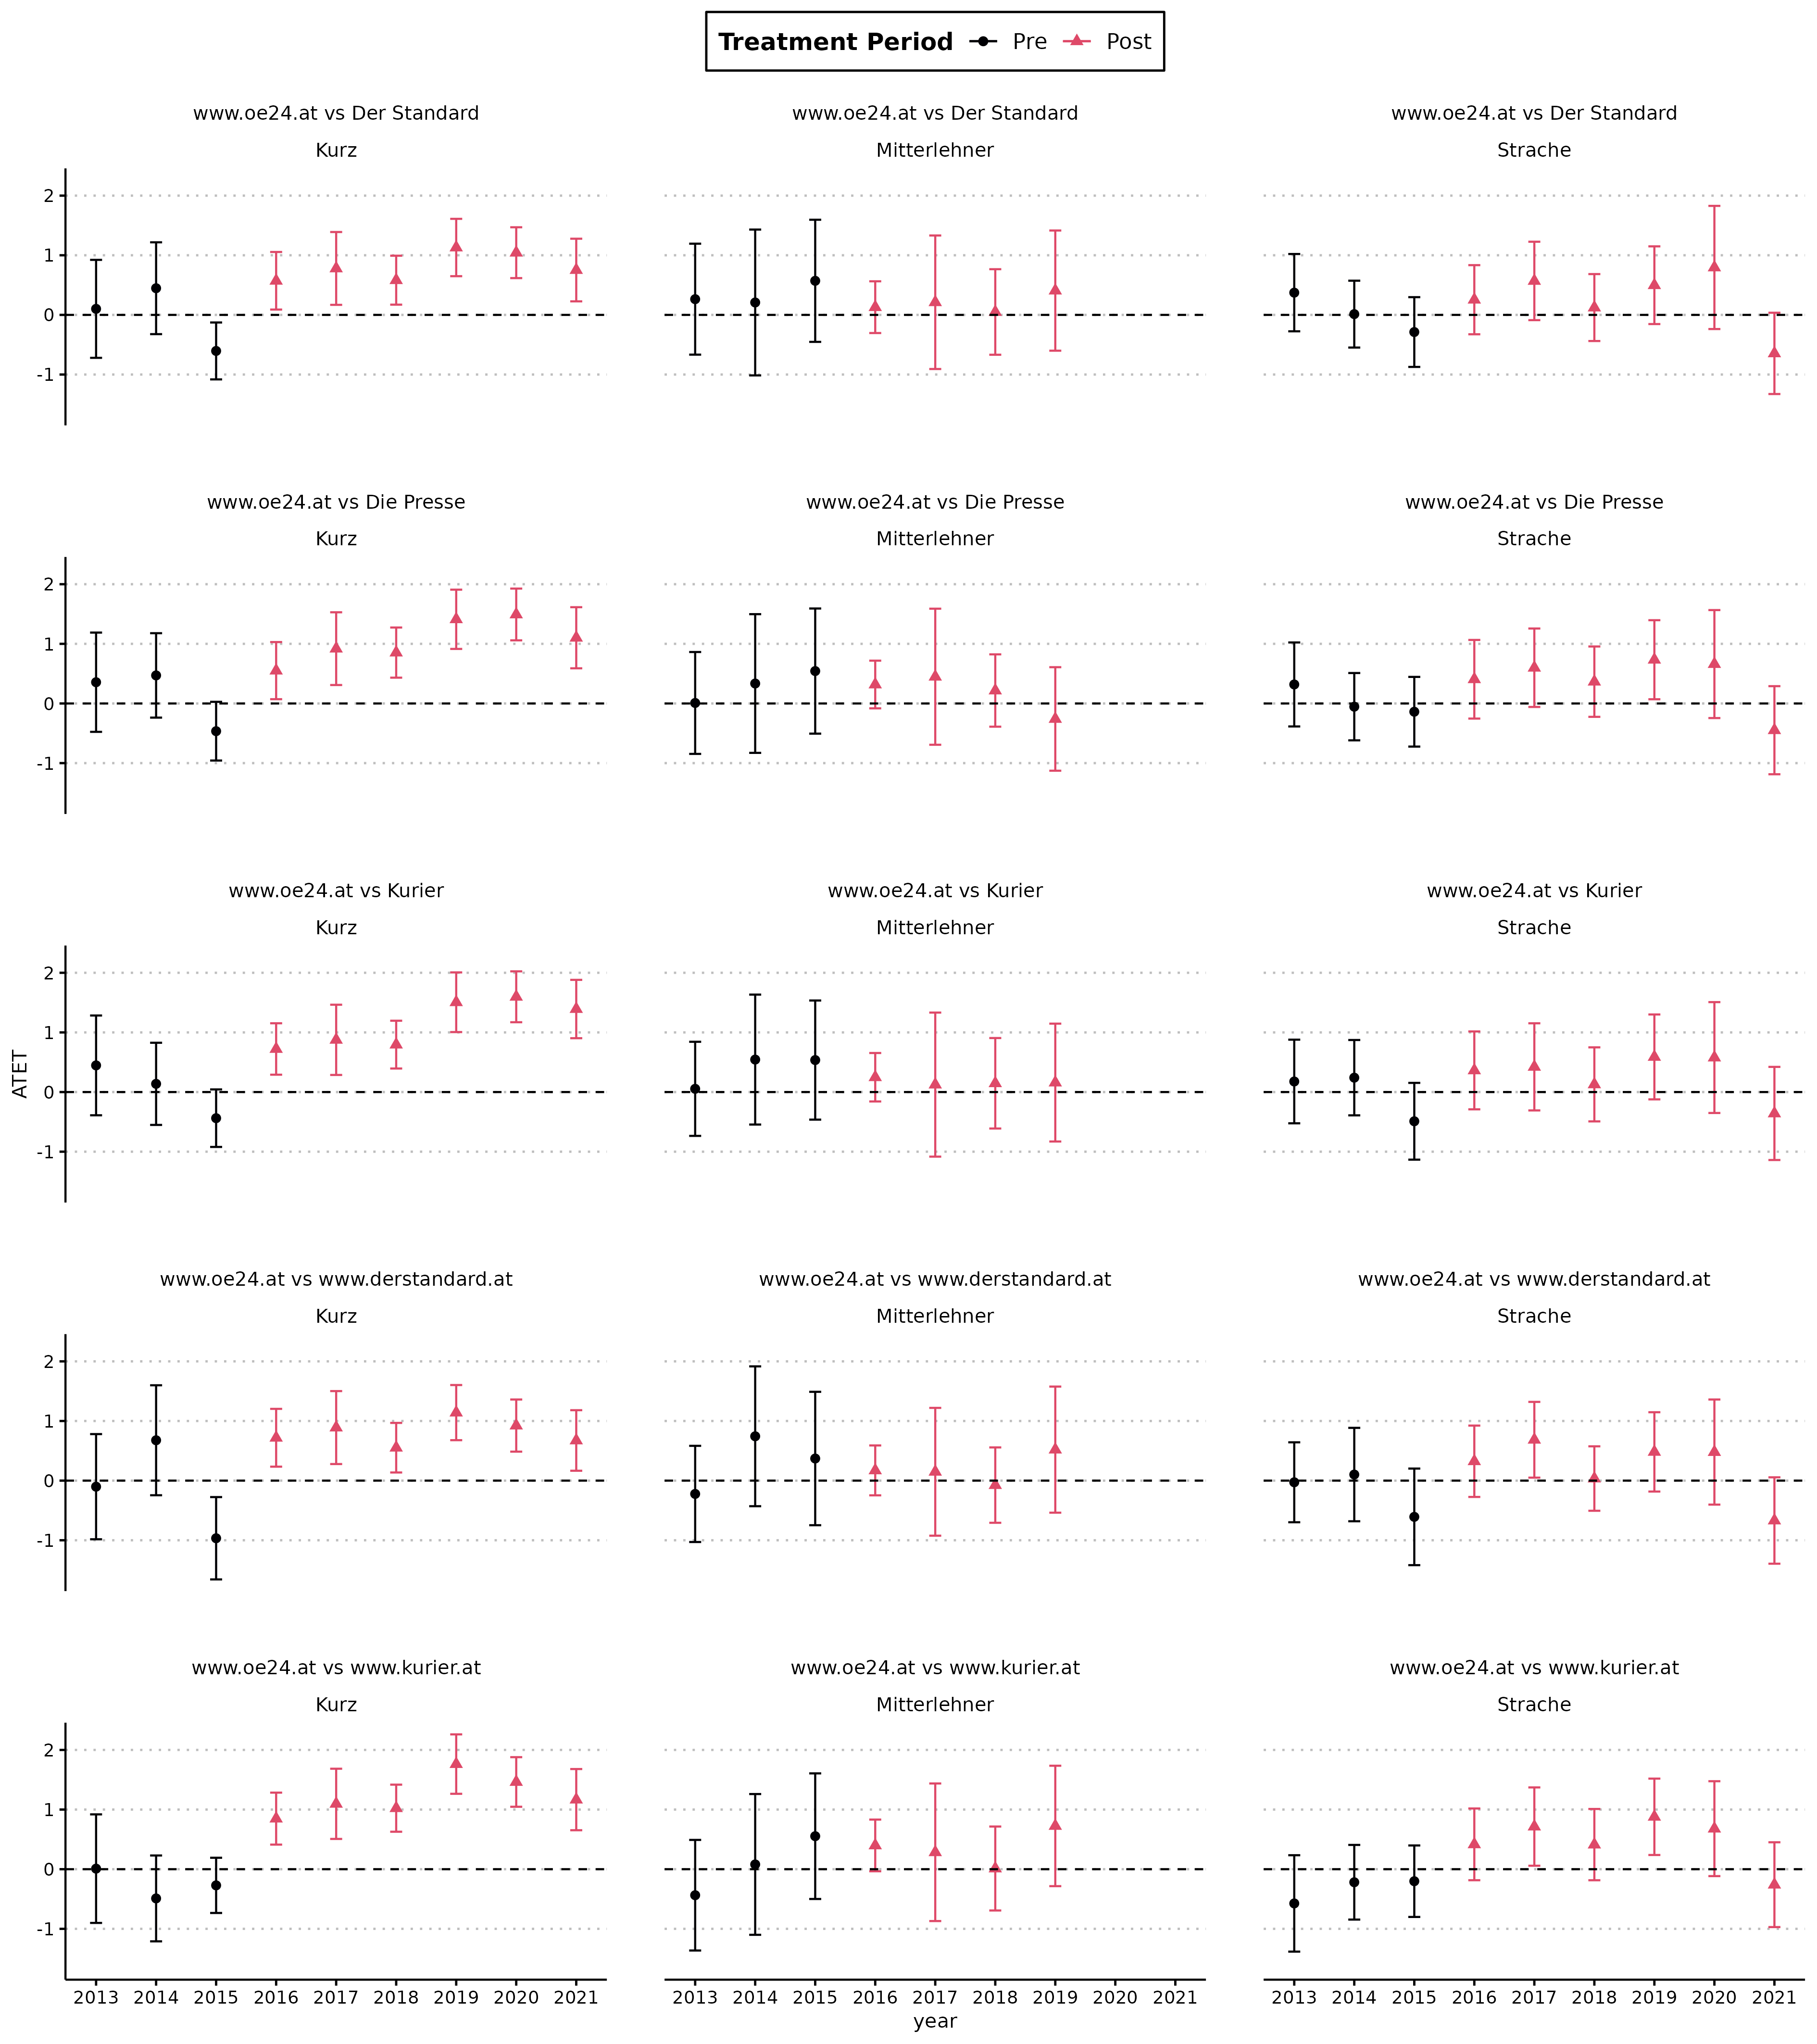 Treatment Period Pre Post
www.oe24.at vs Der Standard www.oe24.at vs Der Standard www.oe24.at vs Der Standard
Kurz Mitterlehner Strache
2
1
0
-1
www.oe24.at vs Die Presse www.oe24.at vs Die Presse www.oe24.at vs Die Presse
Kurz Mitterlehner Strache
2
1
0
-1
www.oe24.at vs Kurier www.oe24.at vs Kurier www.oe24.at vs Kurier
Kurz Mitterlehner Strache
2
1
ATET
0
-1
www.oe24.at vs www.derstandard.at www.oe24.at vs www.derstandard.at www.oe24.at vs www.derstandard.at
Kurz Mitterlehner Strache
2
1
0
-1
www.oe24.at vs www.kurier.at www.oe24.at vs www.kurier.at www.oe24.at vs www.kurier.at
Kurz Mitterlehner Strache
2
1
0
-1
2013 2014 2015 2016 2017 2018 2019 2020 2021 2013 2014 2015 2016 2017 2018 2019 2020 2021 2013 2014 2015 2016 2017 2018 2019 2020 2021
year